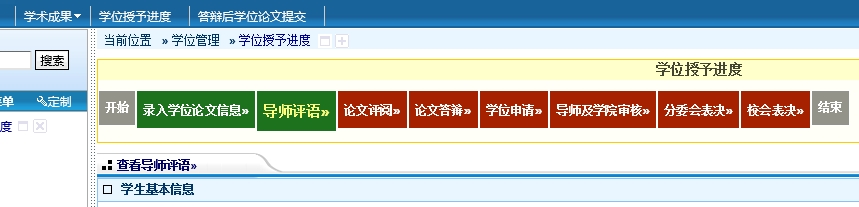 学术成果 学位授予进度 答辩后学位论文提交
当前位置 »学位管理 »学位授予进度
搜索
学位授予进度
单 定制
开始 录入学位论文信息» 导师评语» 论文评阅» 论文答辩» 学位申请» 导师及学院审核» 分委会表决» 校会表决» 结束
度
查看导师评语»
学生基本信息